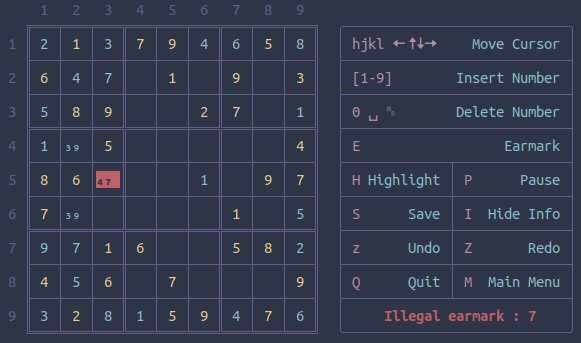 1 2 3 4 5 6 7 8 9
1 2 1 3 7 9 4 6 5 8 hjkl ←↑↓→ Move Cursor
2 6 4 7 1 9 3 [1-9] Insert Number
3 5 8 9 2 7 1 0 ␣ ␈ Delete Number
4 1 3 9 5 4 E Earmark
5 8 6 4 7 1 9 7 H Highlight P Pause
6 7 3 9 1 5 S Save I Hide Info
7 9 7 1 6 5 8 2 z Undo Z Redo
8 4 5 6 7 9 Q Quit M Main Menu
9 3 2 8 1 5 9 4 7 6 Illegal earmark : 7